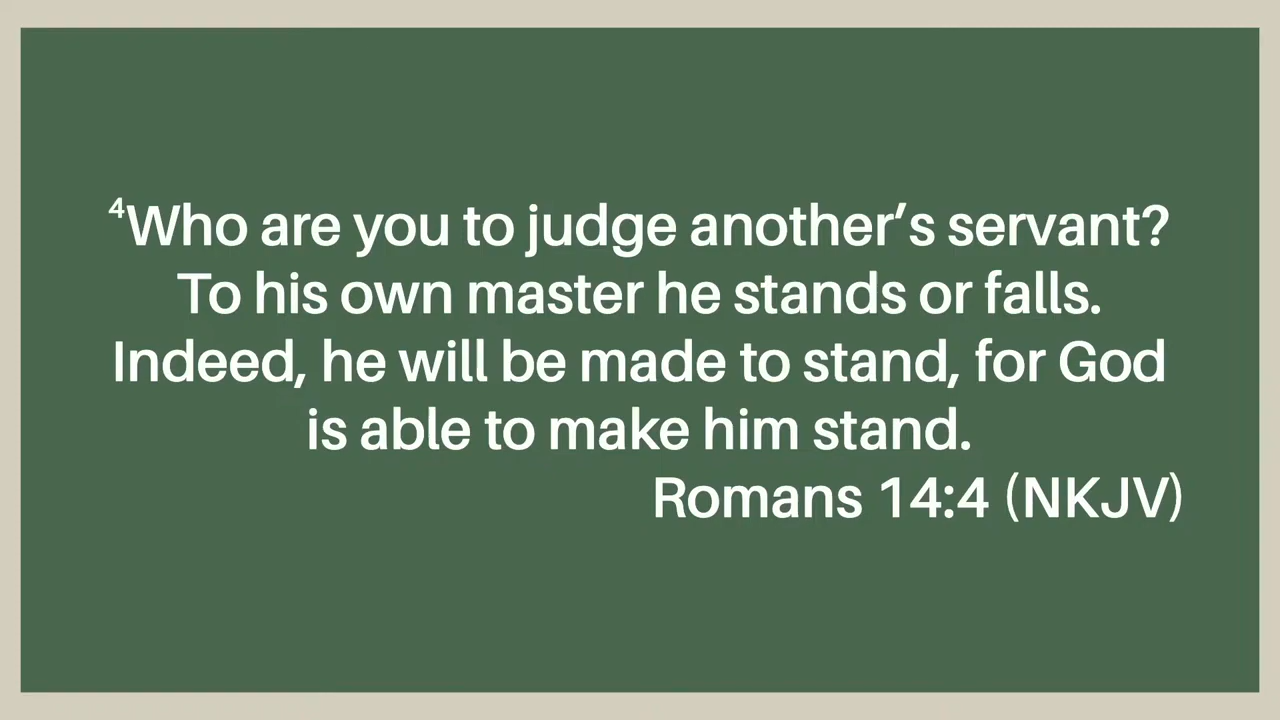 ⁴Who are you to judge another’s servant?
To his own master he stands or falls.
Indeed, he will be made to stand, for God
is able to make him stand.
Romans 14:4 (NKJV)